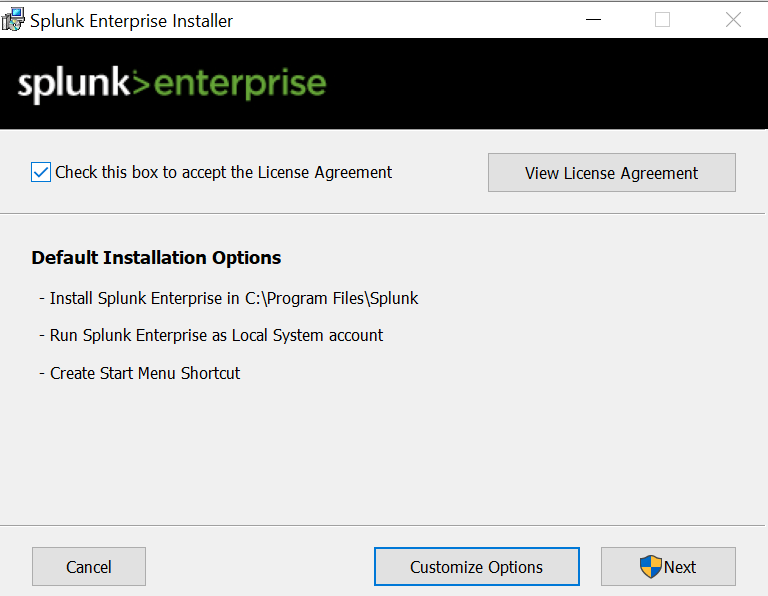 Splunk Enterprise Installer
splunk>enterprise
Check this box to accept the License Agreement
View License Agreement
Default Installation Options
- Install Splunk Enterprise in C:\Program Files\Splunk
- Run Splunk Enterprise as Local System account
- Create Start Menu Shortcut
Cancel
Customize Options
Next